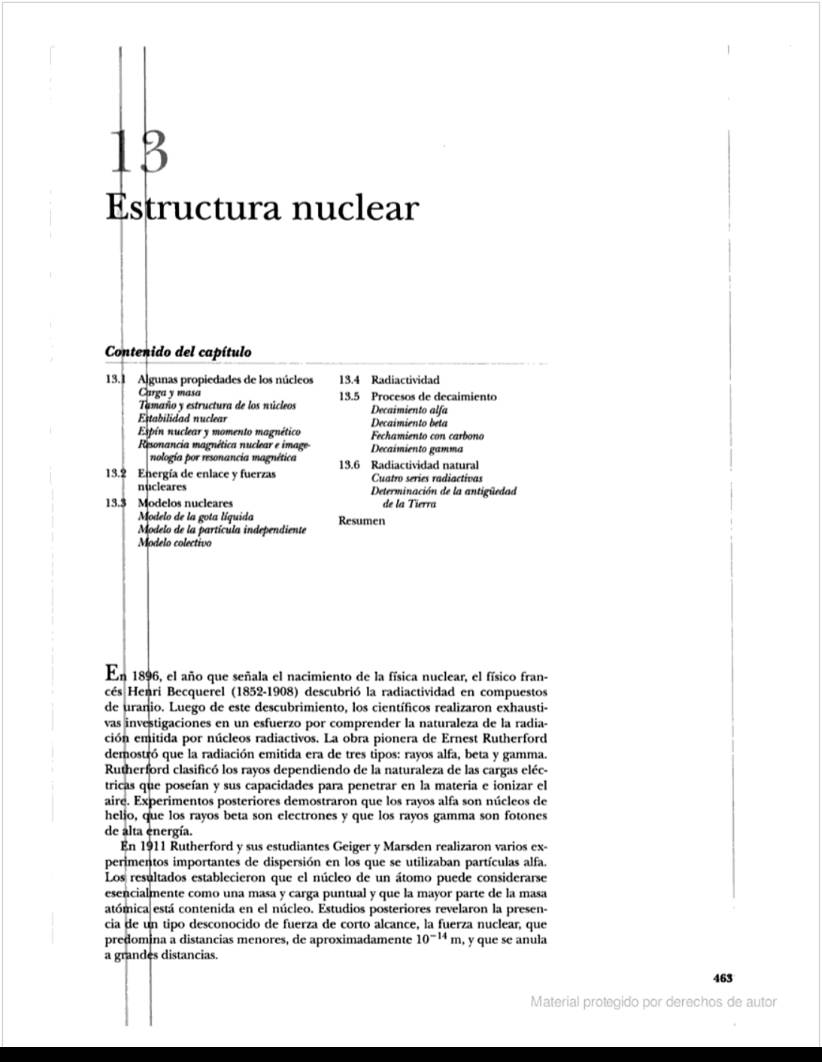 13
Estructura nuclear
Contenido del capítulo
13.1 Algunas propiedades de los núcleos
Carga y masa
Tamaño y estructura de los núcleos
Estabilidad nuclear
Espín nuclear y momento magnético
Resonancia magnética nuclear e image-
nología por resonancia magnética
13.2 Energía de enlace y fuerzas
nucleares
13.3 Modelos nucleares
Modelo de la gota líquida
Modelo de la partícula independiente
Modelo colectivo
13.4 Radiactividad
13.5 Procesos de decaimiento
Decaimiento alfa
Decaimiento beta
Fechamiento con carbono
Decaimiento gamma
13.6 Radiactividad natural
Cuatro series radiactivas
Determinación de la antigüedad
de la Tierra
Resumen
En 1896, el año que señala el nacimiento de la física nuclear, el físico fran-
cés Henri Becquerel (1852-1908) descubrió la radiactividad en compuestos
de uranio. Luego de este descubrimiento, los científicos realizaron exhausti-
vas investigaciones en un esfuerzo por comprender la naturaleza de la radia-
ción emitida por núcleos radiactivos. La obra pionera de Ernest Rutherford
demostró que la radiación emitida era de tres tipos: rayos alfa, beta y gamma.
Rutherford clasificó los rayos dependiendo de la naturaleza de las cargas eléc-
tricas que poseían y sus capacidades para penetrar en la materia e ionizar el
aire. Experimentos posteriores demostraron que los rayos alfa son núcleos de
helio, que los rayos beta son electrones y que los rayos gamma son fotones
de alta energía.
En 1911 Rutherford y sus estudiantes Geiger y Marsden realizaron varios ex-
perimentos importantes de dispersión en los que se utilizaban partículas alfa.
Los resultados establecieron que el núcleo de un átomo puede considerarse
esencialmente como una masa y carga puntual y que la mayor parte de la masa
atómica está contenida en el núcleo. Estudios posteriores revelaron la presen-
cia de un tipo desconocido de fuerza de corto alcance, la fuerza nuclear, que
predomina a distancias menores, de aproximadamente 10⁻¹⁴ m, y que se anula
a grandes distancias.
463
Material protegido por derechos de autor